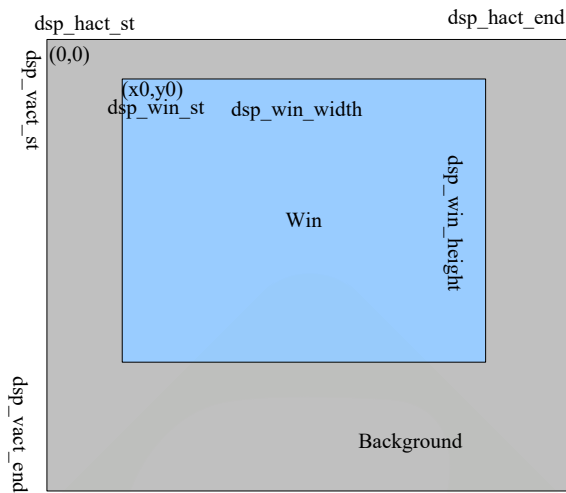 dsp_hact_st
dsp_hact_end
(0,0)
dsp_vact_st
(x0,y0)
dsp_win_st
dsp_win_width
dsp_win_height
Win
dsp_vact_end
Background